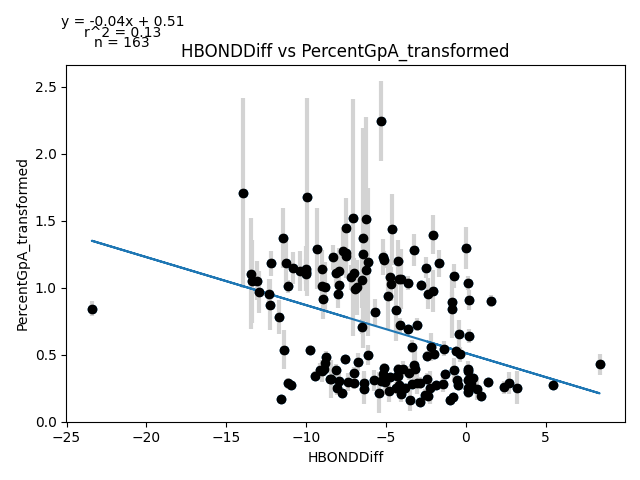 y = -0.04x + 0.51
r^2 = 0.13
n = 163
HBONDDiff vs PercentGpA_transformed
PercentGpA_transformed
2.5
2.0
1.5
1.0
0.5
0.0
−25
−20
−15
−10
−5
0
5
HBONDDiff